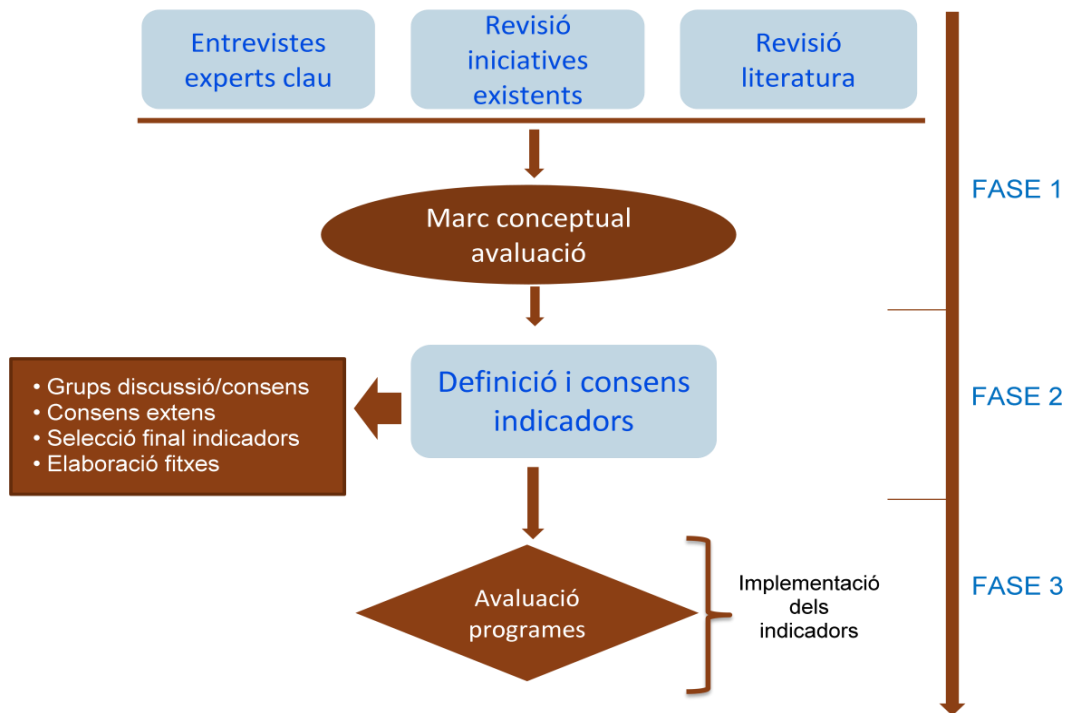 Entrevistes
experts clau
Revisió
iniciatives
existents
Revisió
literatura
FASE 1
Marc conceptual
avaluació
• Grups discussió/consens
• Consens extens
• Selecció final indicadors
• Elaboració fitxes
Definició i consens
indicadors
FASE 2
Avaluació
programes
Implementació
dels
indicadors
FASE 3